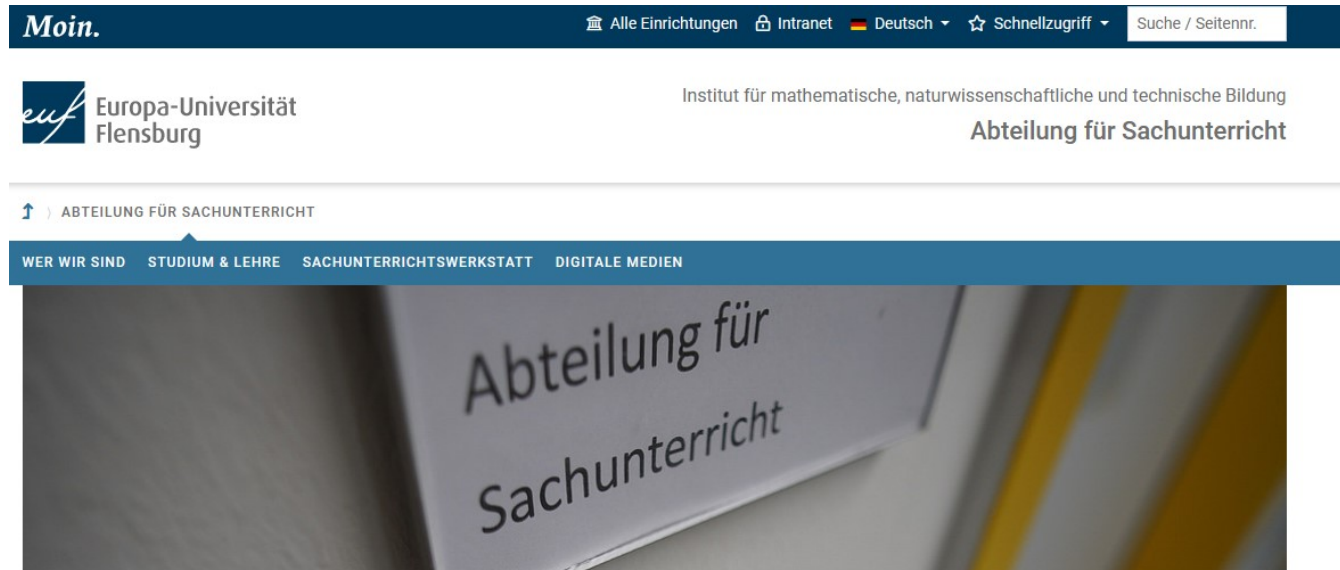 Moin.
Alle Einrichtungen Intranet Deutsch Schnellzugriff Suche / Seitennr.
euf
Europa-Universität
Flensburg
Institut für mathematische, naturwissenschaftliche und technische Bildung
Abteilung für Sachunterricht
ABTEILUNG FÜR SACHUNTERRICHT
WER WIR SIND STUDIUM & LEHRE SACHUNTERRICHTSWERKSTATT DIGITALE MEDIEN
Abteilung für
Sachunterricht